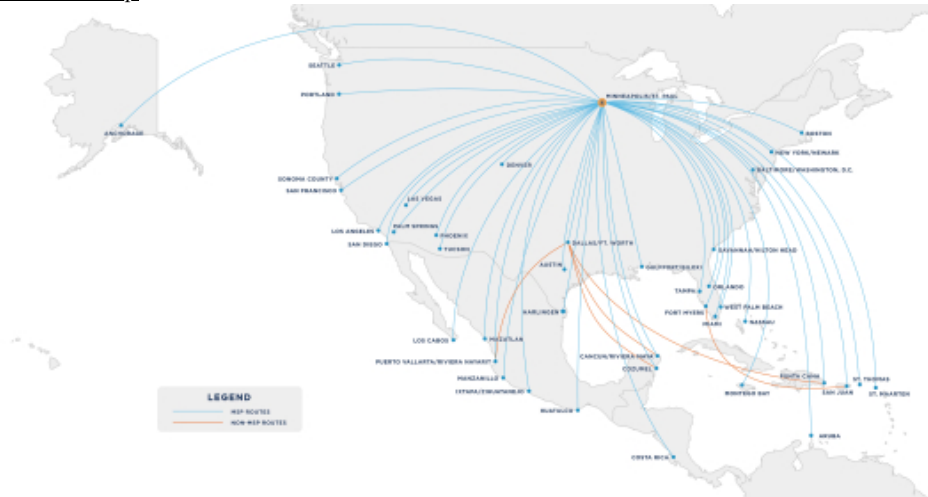 SEATTLE
MINNEAPOLIS/ST. PAUL
PORTLAND
ANCHORAGE
BOSTON
NEW YORK/NEWARK
DENVER
BALTIMORE/WASHINGTON, D.C.
SONOMA COUNTY
SAN FRANCISCO
LAS VEGAS
LOS ANGELES
PALM SPRINGS
PHOENIX
SAN DIEGO
TUCSON
DALLAS/FT. WORTH
SAVANNAH/HILTON HEAD
AUSTIN
GULFPORT/BILOXI
TAMPA
ORLANDO
HARLINGEN
FORT MYERS
WEST PALM BEACH
MIAMI
NASSAU
LOS CABOS
MAZATLAN
PUERTO VALLARTA/RIVIERA NAYARIT
CANCUN/RIVIERA MAYA
COZUMEL
MANZANILLO
IXTAPA/ZIHUATANEJO
PUNTA CANA
ST. THOMAS
MONTEGO BAY
SAN JUAN
ST. MAARTEN
HUATULCO
ARUBA
COSTA RICA
LEGEND
MSP ROUTES
NON-MSP ROUTES